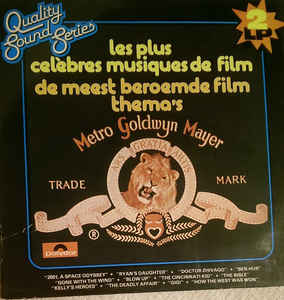 Quality
Sound Series
2
LP
les plus
celebres musiques de film
de meest beroemde film
thema's
Metro Goldwyn Mayer
ARS GRATIA ARTIS
TRADE MARK
®
Polydor
"2001, A SPACE ODYSSEY" • "RYAN'S DAUGHTER" • "DOCTOR ZHIVAGO" • "BEN-HUR"
"GONE WITH THE WIND" • "BLOW UP" • "THE CINCINNATI KID" • "THE BIBLE"
"KELLY'S HEROES" • "THE DEADLY AFFAIR" • "GIGI" • "HOW THE WEST WAS WON"